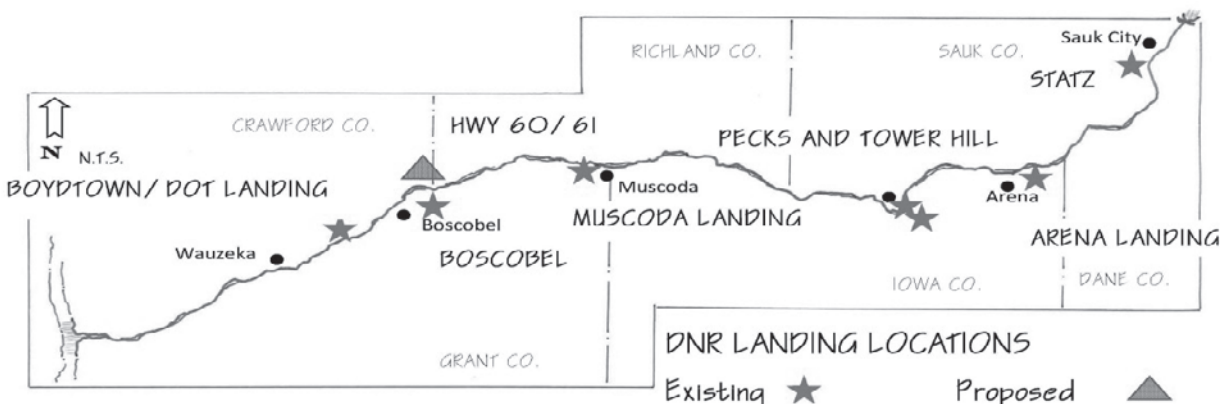 Sauk City
RICHLAND CO.
SAUK CO.
STATZ
CRAWFORD CO.
HWY 60/61
PECKS AND TOWER HILL
N
N.T.S.
BOYDTOWN/DOT LANDING
Muscoda
Arena
MUSCODA LANDING
Boscobel
ARENA LANDING
Wauzeka
BOSCOBEL
IOWA CO.
DANE CO.
DNR LANDING LOCATIONS
GRANT CO.
Existing
Proposed